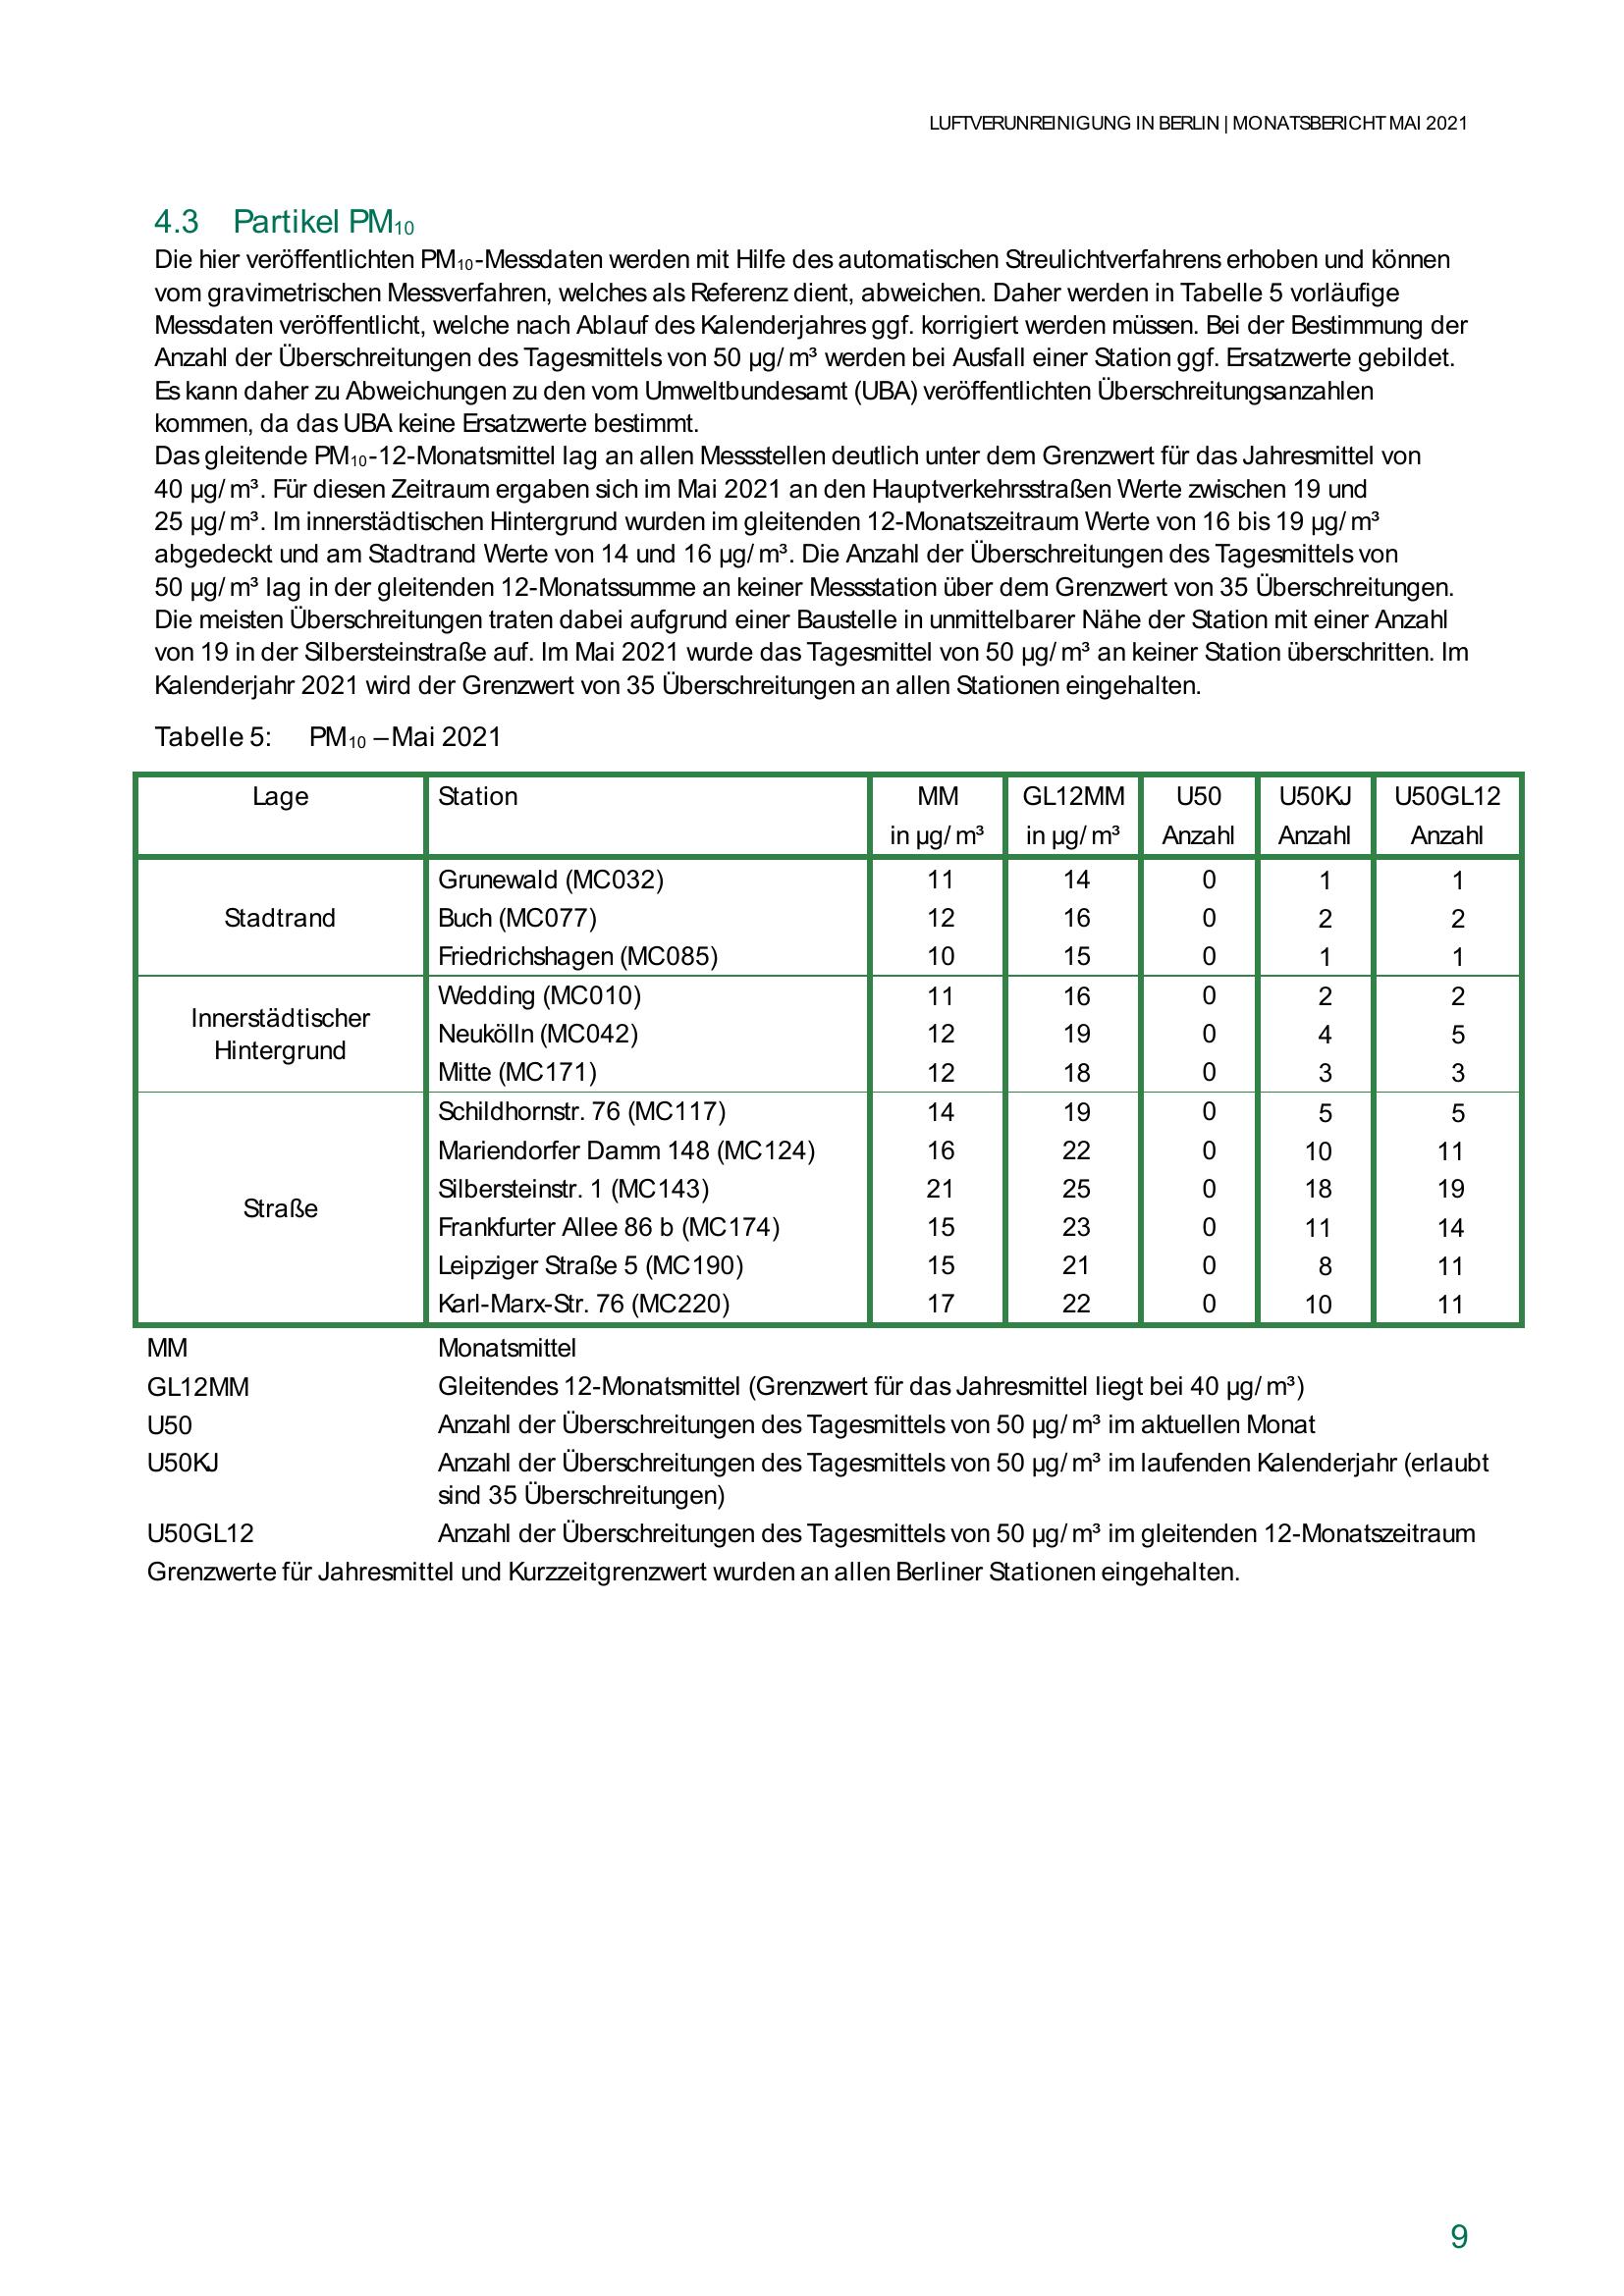 LUFTVERUNREINIGUNG IN BERLIN | MONATSBERICHT MAI 2021
4.3 Partikel PM₁₀
Die hier veröffentlichten PM₁₀-Messdaten werden mit Hilfe des automatischen Streulichtverfahrens erhoben und können
vom gravimetrischen Messverfahren, welches als Referenz dient, abweichen. Daher werden in Tabelle 5 vorläufige
Messdaten veröffentlicht, welche nach Ablauf des Kalenderjahres ggf. korrigiert werden müssen. Bei der Bestimmung der
Anzahl der Überschreitungen des Tagesmittels von 50 µg/m³ werden bei Ausfall einer Station ggf. Ersatzwerte gebildet.
Es kann daher zu Abweichungen zu den vom Umweltbundesamt (UBA) veröffentlichten Überschreitungsanzahlen
kommen, da das UBA keine Ersatzwerte bestimmt.
Das gleitende PM₁₀-12-Monatsmittel lag an allen Messstellen deutlich unter dem Grenzwert für das Jahresmittel von
40 µg/m³. Für diesen Zeitraum ergaben sich im Mai 2021 an den Hauptverkehrsstraßen Werte zwischen 19 und
25 µg/m³. Im innerstädtischen Hintergrund wurden im gleitenden 12-Monatszeitraum Werte von 16 bis 19 µg/m³
abgedeckt und am Stadtrand Werte von 14 und 16 µg/m³. Die Anzahl der Überschreitungen des Tagesmittels von
50 µg/m³ lag in der gleitenden 12-Monatssumme an keiner Messstation über dem Grenzwert von 35 Überschreitungen.
Die meisten Überschreitungen traten dabei aufgrund einer Baustelle in unmittelbarer Nähe der Station mit einer Anzahl
von 19 in der Silbersteinstraße auf. Im Mai 2021 wurde das Tagesmittel von 50 µg/m³ an keiner Station überschritten. Im
Kalenderjahr 2021 wird der Grenzwert von 35 Überschreitungen an allen Stationen eingehalten.
Tabelle 5: PM₁₀ – Mai 2021
Lage Station MM GL12MM U50 U50KJ U50GL12
in µg/m³ in µg/m³ Anzahl Anzahl Anzahl
Grunewald (MC032) 11 14 0 1 1
Stadtrand Buch (MC077) 12 16 0 2 2
Friedrichshagen (MC085) 10 15 0 1 1
Wedding (MC010) 11 16 0 2 2
Innerstädtischer
Hintergrund
Neukölln (MC042) 12 19 0 4 5
Mitte (MC171) 12 18 0 3 3
Schildhornstr. 76 (MC117) 14 19 0 5 5
Mariendorfer Damm 148 (MC124) 16 22 0 10 11
Silbersteinstr. 1 (MC143) 21 25 0 18 19
Straße
Frankfurter Allee 86 b (MC174) 15 23 0 11 14
Leipziger Straße 5 (MC190) 15 21 0 8 11
Karl-Marx-Str. 76 (MC220) 17 22 0 10 11
MM Monatsmittel
GL12MM Gleitendes 12-Monatsmittel (Grenzwert für das Jahresmittel liegt bei 40 µg/m³)
U50 Anzahl der Überschreitungen des Tagesmittels von 50 µg/m³ im aktuellen Monat
U50KJ Anzahl der Überschreitungen des Tagesmittels von 50 µg/m³ im laufenden Kalenderjahr (erlaubt
sind 35 Überschreitungen)
U50GL12 Anzahl der Überschreitungen des Tagesmittels von 50 µg/m³ im gleitenden 12-Monatszeitraum
Grenzwerte für Jahresmittel und Kurzzeitgrenzwert wurden an allen Berliner Stationen eingehalten.
9